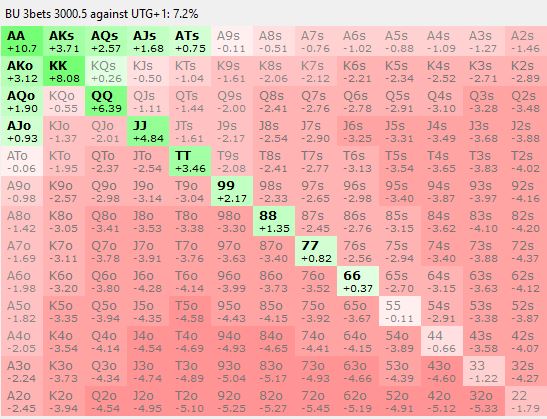 BU 3bets 3000.5 against UTG+1: 7.2%
AA AKs AQs AJs ATs A9s A8s A7s A6s A5s A4s A3s A2s
+10.7 +3.71 +2.57 +1.68 +0.75 -0.11 -0.51 -0.76 -1.02 -0.88 -1.09 -1.27 -1.46
AKo KK KQs KJs KTs K9s K8s K7s K6s K5s K4s K3s K2s
+3.12 +8.08 +0.26 -0.50 -1.04 -1.61 -2.06 -2.12 -2.21 -2.34 -2.52 -2.71 -2.89
AQo KQo QQ QJs QTs Q9s Q8s Q7s Q6s Q5s Q4s Q3s Q2s
+1.90 -0.55 +6.39 -1.11 -1.44 -2.00 -2.41 -2.76 -2.78 -2.91 -3.10 -3.28 -3.48
AJo KJo QJo JJ JTs J9s J8s J7s J6s J5s J4s J3s J2s
+0.93 -1.37 -2.01 +4.84 -1.61 -2.17 -2.54 -2.90 -3.25 -3.31 -3.49 -3.68 -3.88
ATo KTo QTo JTo TT T9s T8s T7s T6s T5s T4s T3s T2s
-0.06 -1.95 -2.37 -2.54 +3.46 -2.08 -2.41 -2.77 -3.13 -3.54 -3.65 -3.83 -4.02
A9o K9o Q9o J9o T9o 99 98s 97s 96s 95s 94s 93s 92s
-0.98 -2.57 -2.98 -3.14 -3.04 +2.17 -2.33 -2.65 -2.98 -3.40 -3.87 -3.97 -4.16
A8o K8o Q8o J8o T8o 98o 88 87s 86s 85s 84s 83s 82s
-1.42 -3.05 -3.41 -3.53 -3.38 -3.30 +1.35 -2.45 -2.76 -3.15 -3.62 -4.10 -4.20
A7o K7o Q7o J7o T7o 97o 87o 77 76s 75s 74s 73s 72s
-1.69 -3.11 -3.78 -3.91 -3.76 -3.63 -3.40 +0.82 -2.56 -2.94 -3.40 -3.88 -4.37
A6o K6o Q6o J6o T6o 96o 86o 76o 66 65s 64s 63s 62s
-1.98 -3.20 -3.80 -4.28 -4.14 -3.99 -3.73 -3.52 +0.37 -2.70 -3.15 -3.63 -4.12
A5o K5o Q5o J5o T5o 95o 85o 75o 65o 55 54s 53s 52s
-1.82 -3.35 -3.94 -4.35 -4.58 -4.43 -4.15 -3.92 -3.67 -0.11 -2.91 -3.38 -3.87
A4o K4o Q4o J4o T4o 94o 84o 74o 64o 54o 44 43s 42s
-2.05 -3.54 -4.14 -4.54 -4.69 -4.93 -4.65 -4.41 -4.15 -3.89 -0.66 -3.58 -4.07
A3o K3o Q3o J3o T3o 93o 83o 73o 63o 53o 43o 33 32s
-2.24 -3.73 -4.34 -4.74 -4.89 -5.04 -5.17 -4.93 -4.66 -4.39 -4.60 -1.22 -4.27
A2o K2o Q2o J2o T2o 92o 82o 72o 62o 52o 42o 32o 22
-2.45 -3.94 -4.54 -4.95 -5.10 -5.25 -5.27 -5.45 -5.19 -4.91 -5.12 -5.33 -1.79